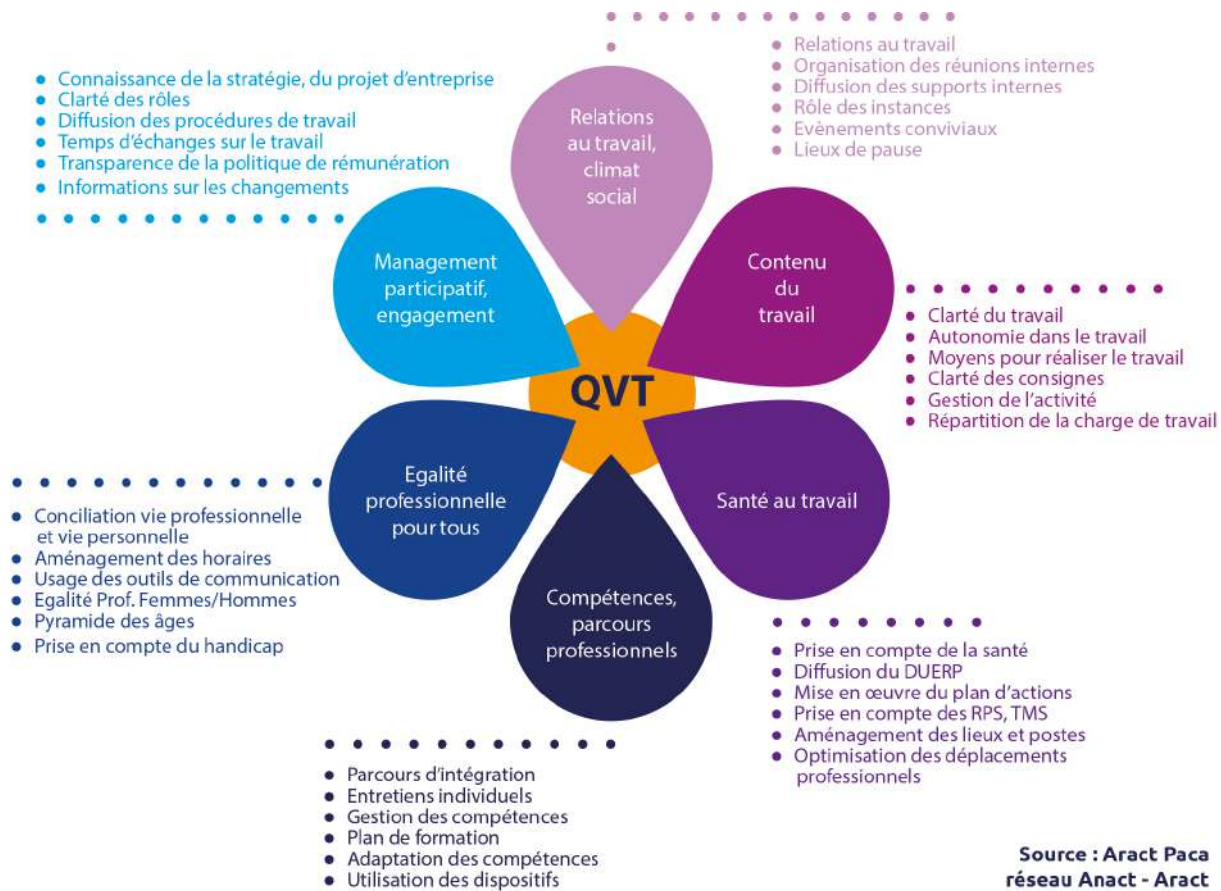 Relations
au travail,
climat
social
• Relations au travail
• Organisation des réunions internes
• Diffusion des supports internes
• Rôle des instances
• Evènements conviviaux
• Lieux de pause
Contenu
du
travail
• Clarté du travail
• Autonomie dans le travail
• Moyens pour réaliser le travail
• Clarté des consignes
• Gestion de l'activité
• Répartition de la charge de travail
Santé au travail
• Prise en compte de la santé
• Diffusion du DUERP
• Mise en œuvre du plan d'actions
• Prise en compte des RPS, TMS
• Aménagement des lieux et postes
• Optimisation des déplacements
professionnels
Compétences,
parcours
professionnels
• Parcours d'intégration
• Entretiens individuels
• Gestion des compétences
• Plan de formation
• Adaptation des compétences
• Utilisation des dispositifs
Egalité
professionnelle
pour tous
• Conciliation vie professionnelle
et vie personnelle
• Aménagement des horaires
• Usage des outils de communication
• Egalité Prof. Femmes/Hommes
• Pyramide des âges
• Prise en compte du handicap
Management
participatif,
engagement
• Connaissance de la stratégie, du projet d'entreprise
• Clarté des rôles
• Diffusion des procédures de travail
• Temps d'échanges sur le travail
• Transparence de la politique de rémunération
• Informations sur les changements
QVT
Source : Aract Paca
réseau Anact - Aract